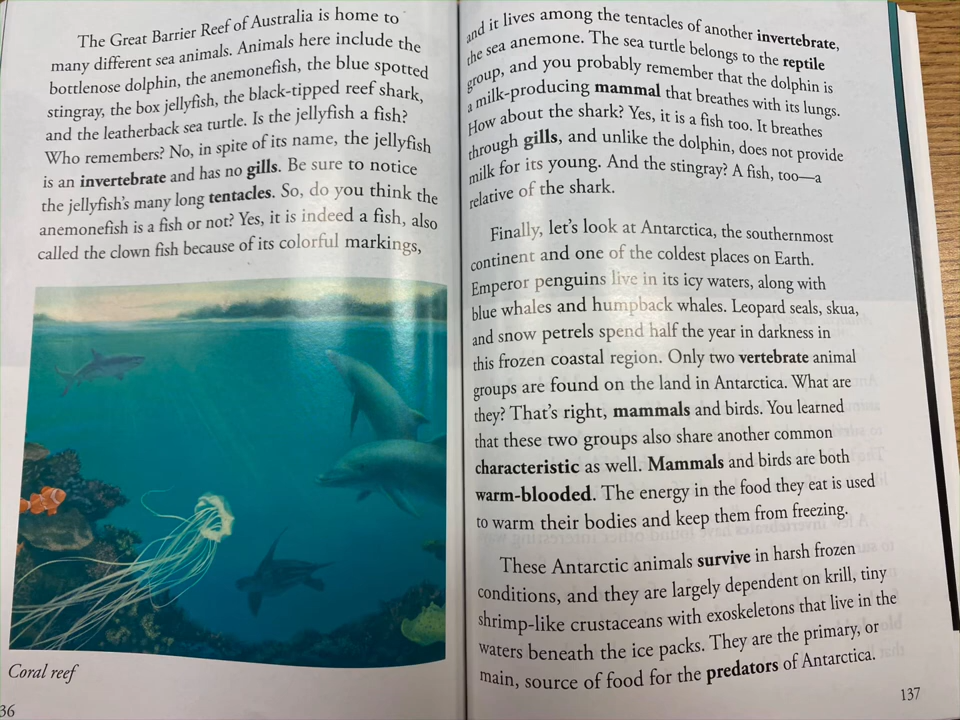 The Great Barrier Reef of Australia is home to
many different sea animals. Animals here include the
bottlenose dolphin, the anemonefish, the blue spotted
stingray, the box jellyfish, the black-tipped reef shark,
and the leatherback sea turtle. Is the jellyfish a fish?
Who remembers? No, in spite of its name, the jellyfish
is an invertebrate and has no gills. Be sure to notice
the jellyfish's many long tentacles. So, do you think the
anemonefish is a fish or not? Yes, it is indeed a fish, also
called the clown fish because of its colorful markings,
Coral reef
36
and it lives among the tentacles of another invertebrate,
the sea anemone. The sea turtle belongs to the reptile
group, and you probably remember that the dolphin is
a milk-producing mammal that breathes with its lungs.
How about the shark? Yes, it is a fish too. It breathes
through gills, and unlike the dolphin, does not provide
milk for its young. And the stingray? A fish, too—a
relative of the shark.
Finally, let's look at Antarctica, the southernmost
continent and one of the coldest places on Earth.
Emperor penguins live in its icy waters, along with
blue whales and humpback whales. Leopard seals, skua,
and snow petrels spend half the year in darkness in
this frozen coastal region. Only two vertebrate animal
groups are found on the land in Antarctica. What are
they? That's right, mammals and birds. You learned
that these two groups also share another common
characteristic as well. Mammals and birds are both
warm-blooded. The energy in the food they eat is used
to warm their bodies and keep them from freezing.
These Antarctic animals survive in harsh frozen
conditions, and they are largely dependent on krill, tiny
shrimp-like crustaceans with exoskeletons that live in the
waters beneath the ice packs. They are the primary, or
main, source of food for the predators of Antarctica.
137